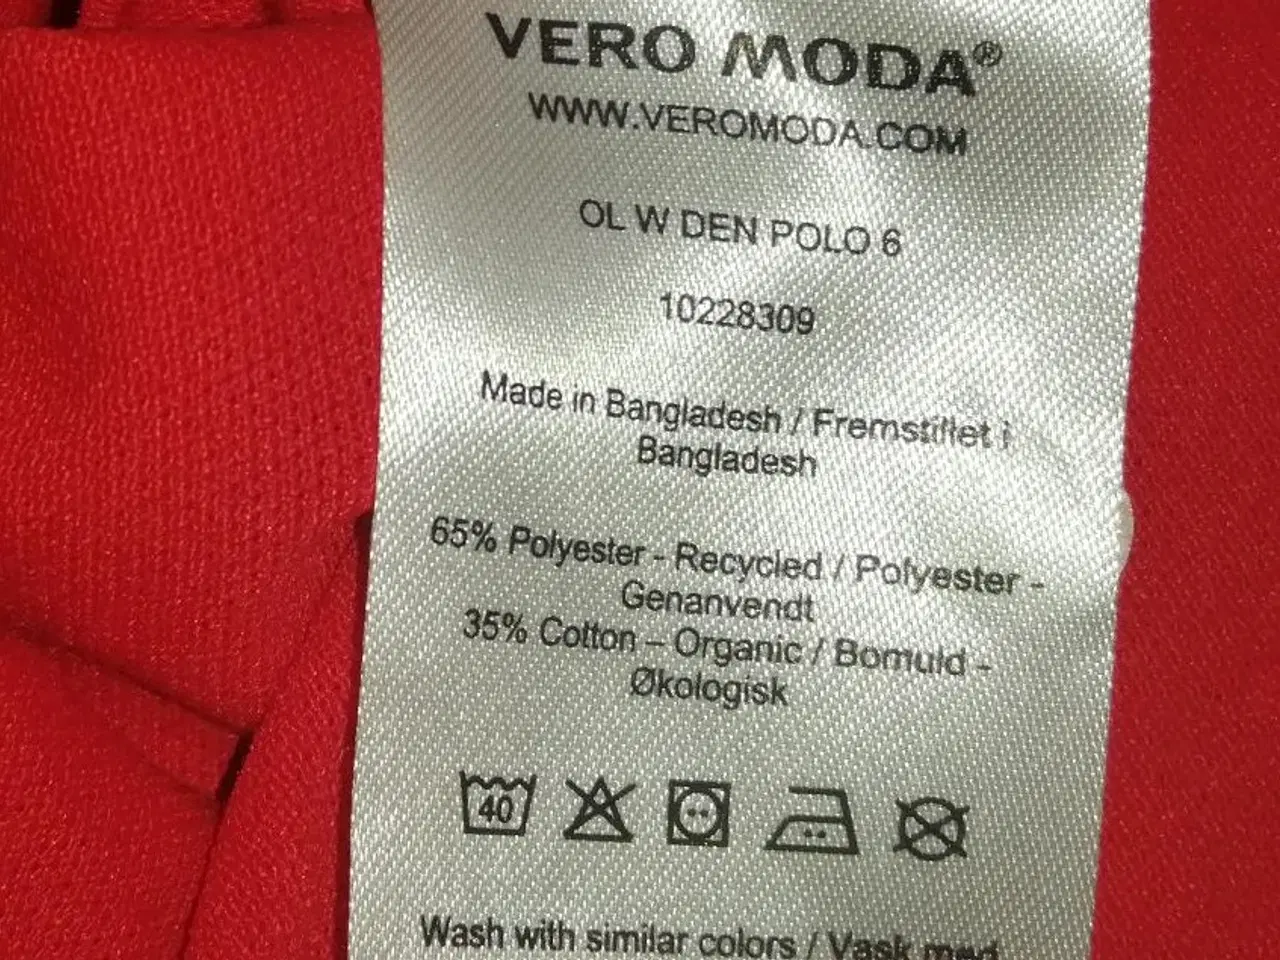 VERO MODA®
WWW.VEROMODA.COM
OL W DEN POLO 6
10228309
Made in Bangladesh / Fremstillet i
Bangladesh
65% Polyester - Recycled / Polyester -
Genanvendt
35% Cotton – Organic / Bomuld -
Økologisk
40
Wash with similar colors / Vask med